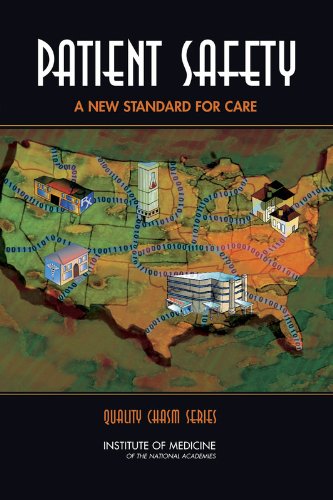 PATIENT SAFETY
A NEW STANDARD FOR CARE
QUALITY CHASM SERIES
INSTITUTE OF MEDICINE
OF THE NATIONAL ACADEMIES